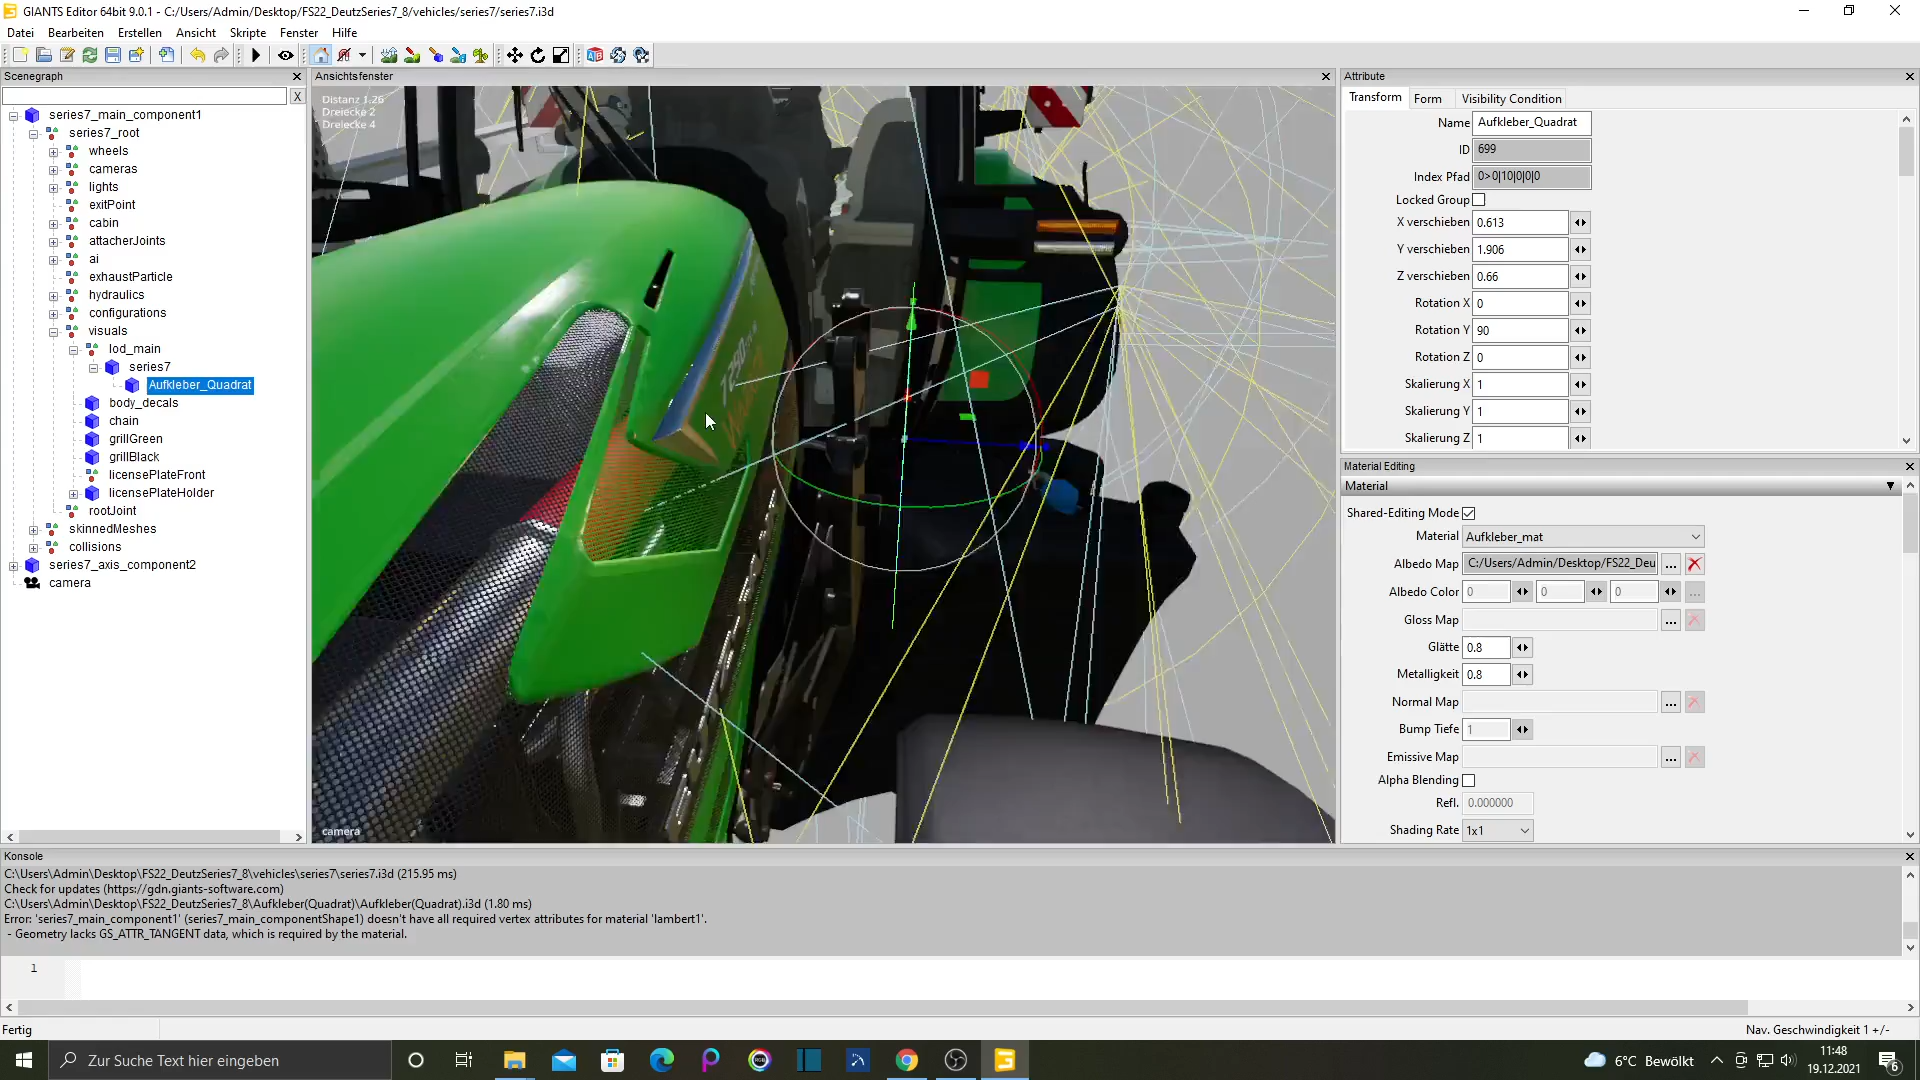 GIANTS Editor 64bit 9.0.1 - C:/Users/Admin/Desktop/FS22_DeutzSeries7_8/vehicles/series7/series7.i3d
Datei Bearbeiten Erstellen Ansicht Skripte Fenster Hilfe
Scenegraph
X
series7_main_component1
series7_root
wheels
cameras
lights
exitPoint
cabin
attacherJoints
ai
exhaustParticle
hydraulics
configurations
visuals
lod_main
series7
Aufkleber_Quadrat
body_decals
chain
grillGreen
grillBlack
licensePlateFront
licensePlateHolder
rootJoint
skinnedMeshes
collisions
series7_axis_component2
camera
Ansichtsfenster
Distanz 1.26
Dreiecke 2
Dreiecke 4
7250
camera
Attribute
Transform Form Visibility Condition
Name Aufkleber_Quadrat
ID 699
Index Pfad 0>0|10|0|0|0
Locked Group
X verschieben 0.613
Y verschieben 1.906
Z verschieben 0.66
Rotation X 0
Rotation Y 90
Rotation Z 0
Skalierung X 1
Skalierung Y 1
Skalierung Z 1
Material Editing
Material
Shared-Editing Mode
Material Aufkleber_mat
Albedo Map C:/Users/Admin/Desktop/FS22_Deu ...
Albedo Color 0 0 0 ...
Gloss Map ...
Glätte 0.8
Metalligkeit 0.8
Normal Map ...
Bump Tiefe 1
Emissive Map ...
Alpha Blending
Refl. 0.000000
Shading Rate 1x1
Konsole
C:\Users\Admin\Desktop\FS22_DeutzSeries7_8\vehicles\series7\series7.i3d (215.95 ms)
Check for updates (https://gdn.giants-software.com)
C:\Users\Admin\Desktop\FS22_DeutzSeries7_8\Aufkleber(Quadrat)\Aufkleber(Quadrat).i3d (1.80 ms)
Error: 'series7_main_component1' (series7_main_componentShape1) doesn't have all required vertex attributes for material 'lambert1'.
- Geometry lacks GS_ATTR_TANGENT data, which is required by the material.
1
Fertig
Nav. Geschwindigkeit 1 +/-
Zur Suche Text hier eingeben
6°C Bewölkt
11:48
19.12.2021
6